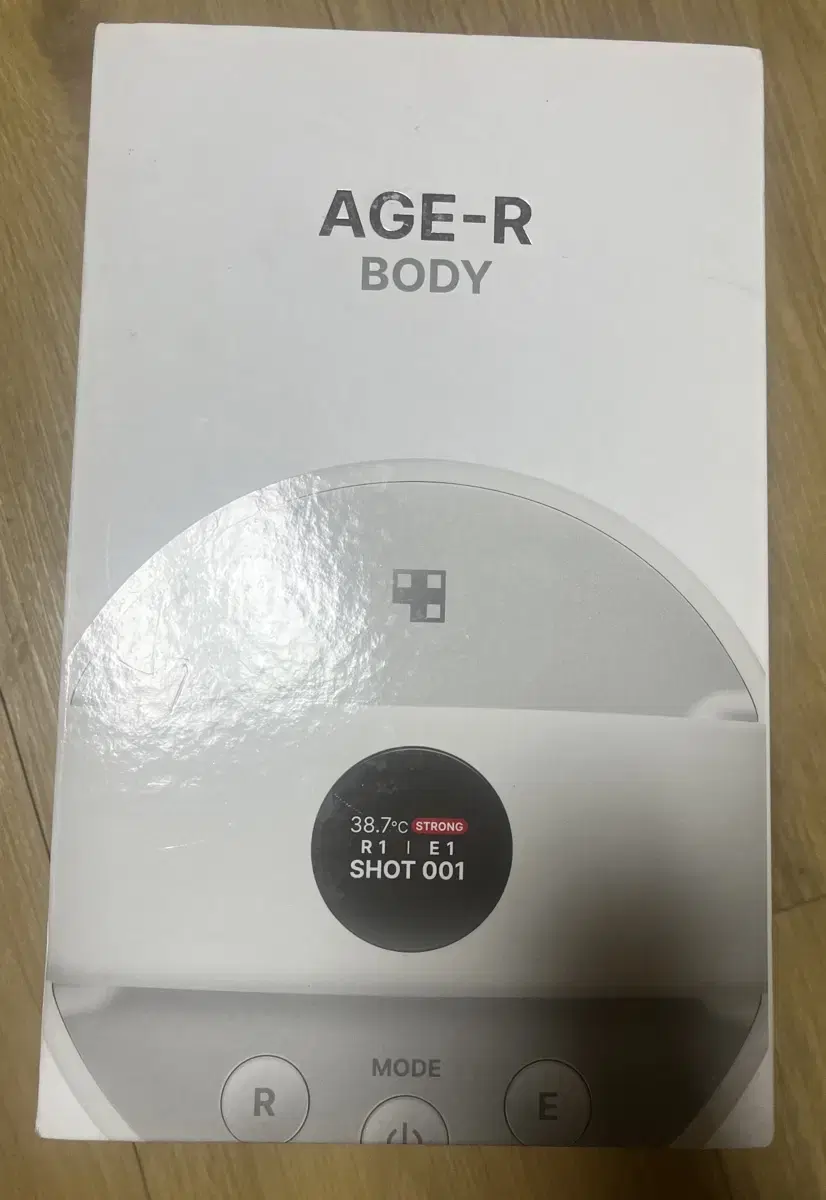 AGE-R
BODY
38.7°C STRONG
R1 | E1
SHOT 001
MODE
R
E